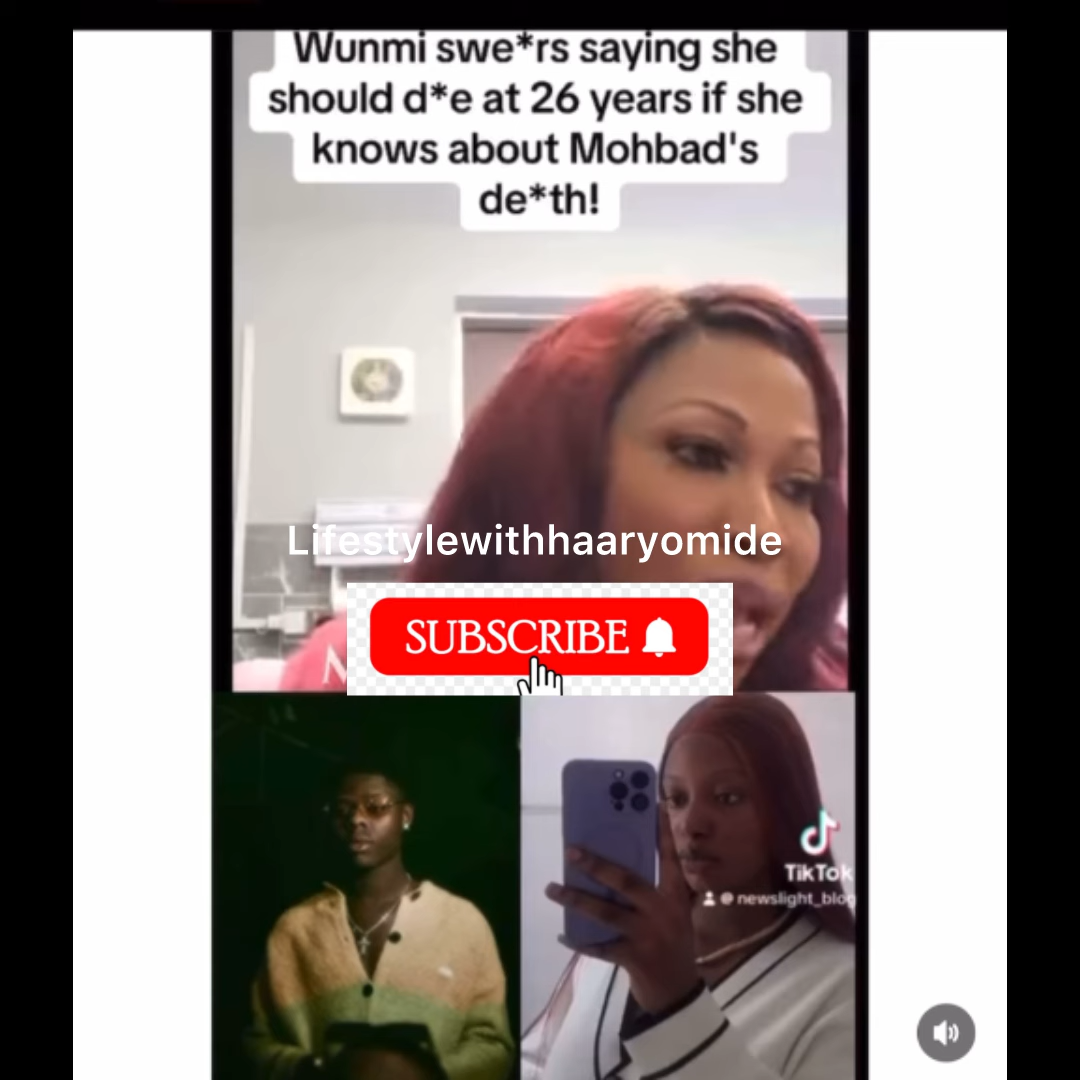 Wunmi swe*rs saying she
should d*e at 26 years if she
knows about Mohbad's
de*th!
Lifestylewithhaaryomide
SUBSCRIBE
TikTok
@ newslight_blog